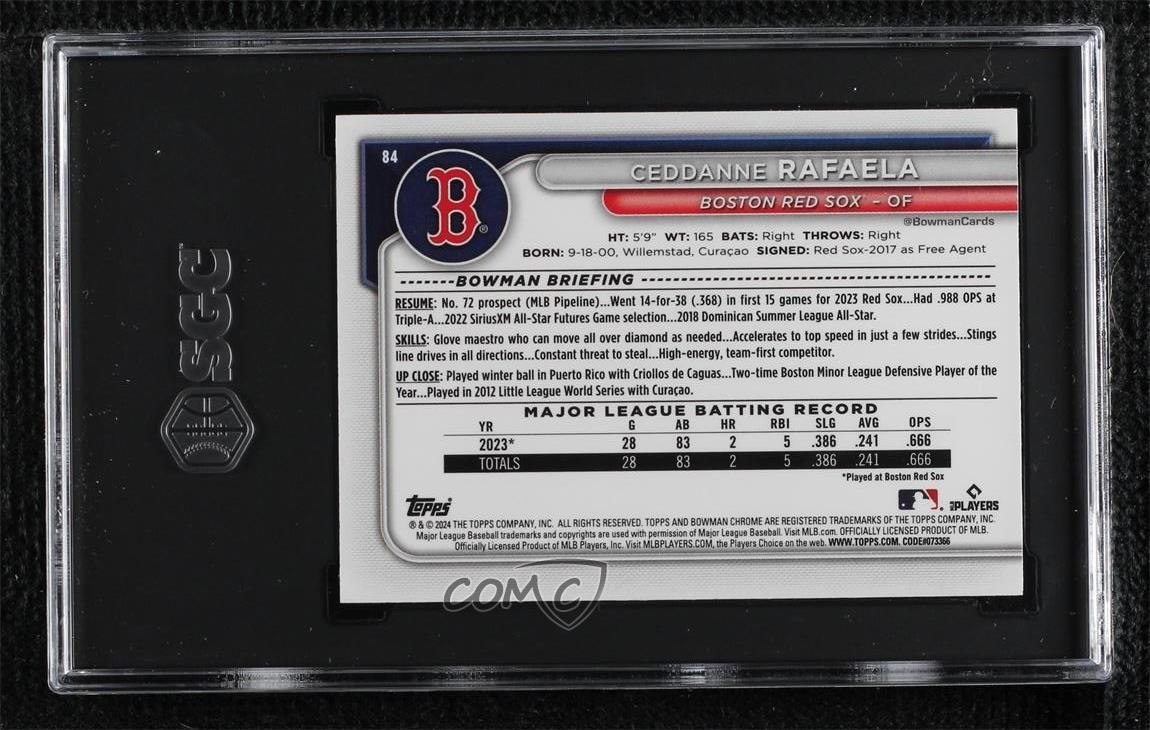 84
B®
CEDDANNE RAFAELA
BOSTON RED SOX® - OF
@BowmanCards
HT: 5'9" WT: 165 BATS: Right THROWS: Right
BORN: 9-18-00, Willemstad, Curaçao SIGNED: Red Sox-2017 as Free Agent
BOWMAN BRIEFING
RESUME: No. 72 prospect (MLB Pipeline)...Went 14-for-38 (.368) in first 15 games for 2023 Red Sox...Had .988 OPS at
Triple-A...2022 SiriusXM All-Star Futures Game selection...2018 Dominican Summer League All-Star.
SKILLS: Glove maestro who can move all over diamond as needed...Accelerates to top speed in just a few strides...Stings
line drives in all directions...Constant threat to steal...High-energy, team-first competitor.
UP CLOSE: Played winter ball in Puerto Rico with Criollos de Caguas...Two-time Boston Minor League Defensive Player of the
Year...Played in 2012 Little League World Series with Curaçao.
MAJOR LEAGUE BATTING RECORD
YR G AB HR RBI SLG AVG OPS
2023* 28 83 2 5 .386 .241 .666
TOTALS 28 83 2 5 .386 .241 .666
*Played at Boston Red Sox
Topps
MLB PLAYERS
® & © 2024 THE TOPPS COMPANY, INC. ALL RIGHTS RESERVED. TOPPS AND BOWMAN CHROME ARE REGISTERED TRADEMARKS OF THE TOPPS COMPANY, INC.
Major League Baseball trademarks and copyrights are used with permission of Major League Baseball. Visit MLB.com. OFFICIALLY LICENSED PRODUCT OF MLB.
Officially Licensed Product of MLB Players, Inc. Visit MLBPLAYERS.COM, the Players Choice on the web. WWW.TOPPS.COM. CODE#073366
SGC™
COMC